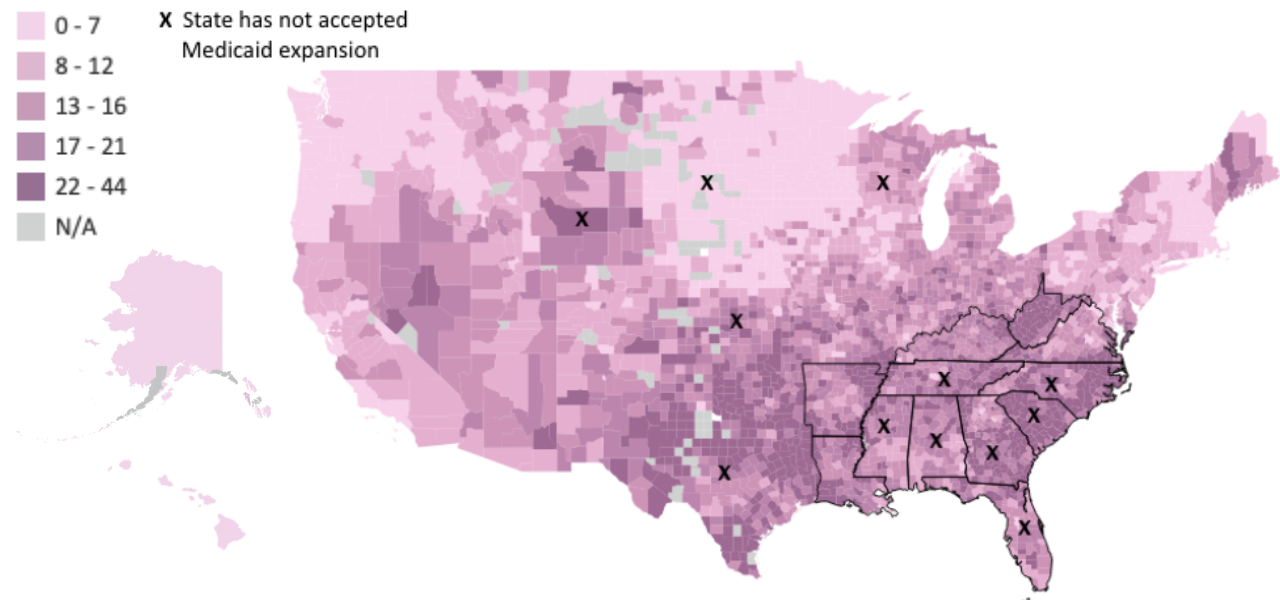 0 - 7
8 - 12
13 - 16
17 - 21
22 - 44
N/A
X State has not accepted
Medicaid expansion
X
X
X
X
X
X
X
X
X
X
X
X